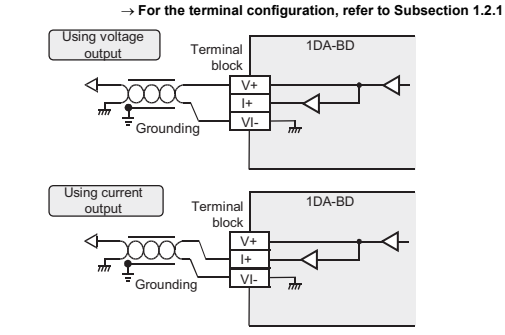 → For the terminal configuration, refer to Subsection 1.2.1
Using voltage
output
Terminal
block
1DA-BD
V+
I+
VI-
Grounding
Using current
output
Terminal
block
1DA-BD
V+
I+
VI-
Grounding